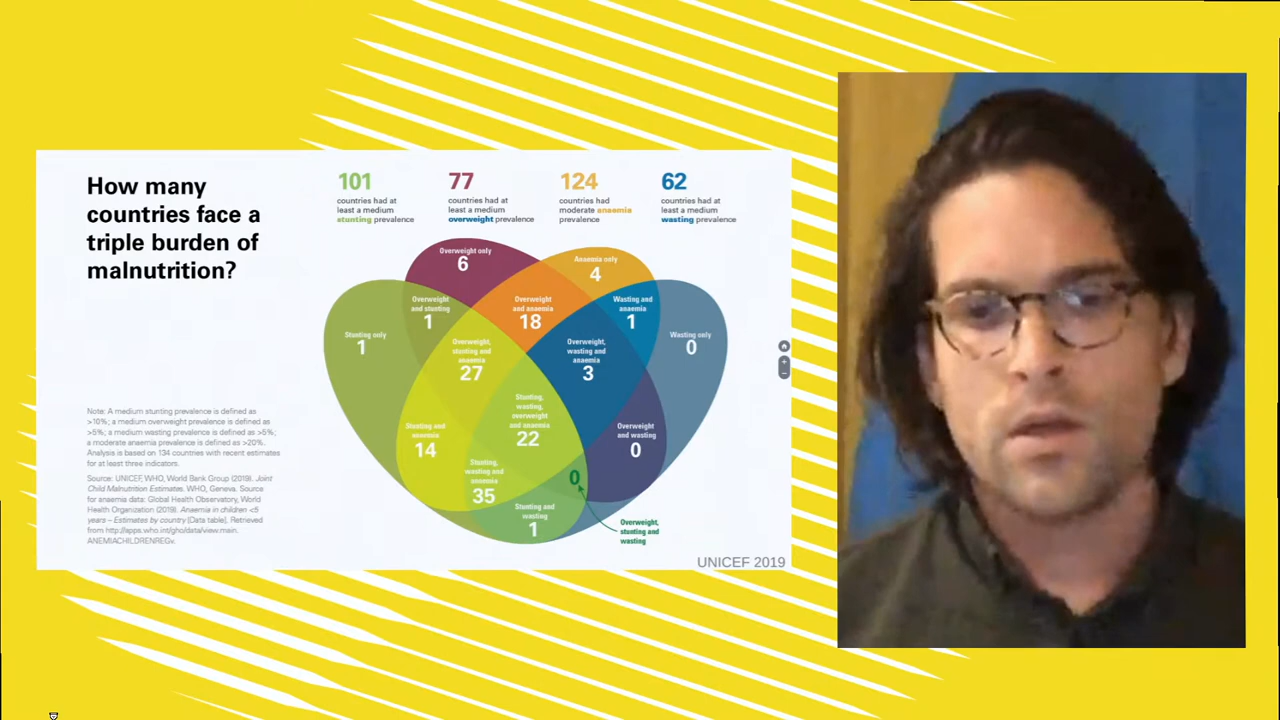 How many
countries face a
triple burden of
malnutrition?
101
countries had at
least a medium
stunting prevalence
77
countries had at
least a medium
overweight prevalence
124
countries had
moderate anaemia
prevalence
62
countries had at
least a medium
wasting prevalence
Overweight only
6
Anaemia only
4
Overweight
and stunting
1
Overweight
and anaemia
18
Wasting and
anaemia
1
Stunting only
1
Wasting only
0
Overweight,
stunting and
anaemia
27
Overweight,
wasting and
anaemia
3
Stunting,
wasting,
overweight
and anaemia
22
Stunting and
anaemia
14
Overweight
and wasting
0
Stunting,
wasting and
anaemia
35
0
Stunting and
wasting
1
Overweight,
stunting and
wasting
Note: A medium stunting prevalence is defined as
>10%; a medium overweight prevalence is defined as
>5%; a medium wasting prevalence is defined as >5%;
a moderate anaemia prevalence is defined as >20%.
Analysis is based on 134 countries with recent estimates
for at least three indicators.
Source: UNICEF, WHO, World Bank Group (2019). Joint
Child Malnutrition Estimates. WHO, Geneva. Source
for anaemia data: Global Health Observatory, World
Health Organization (2019). Anaemia in children <5
years – Estimates by country [Data table]. Retrieved
from http://apps.who.int/gho/data/view.main.
ANEMIACHILDRENREGv.
UNICEF 2019